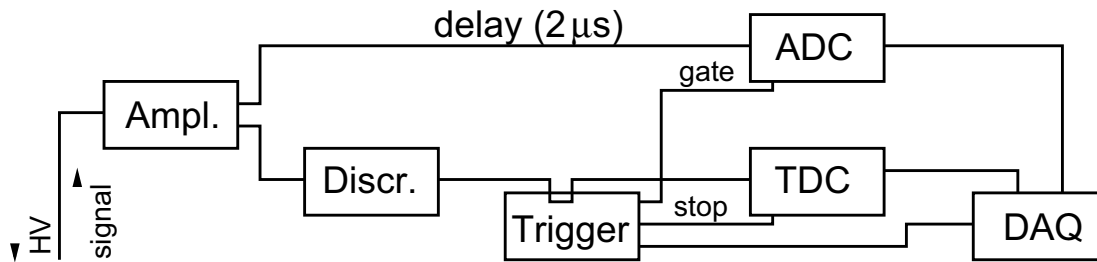 delay (2 μs)
ADC
gate
Ampl.
Discr.
TDC
stop
Trigger
DAQ
HV
signal